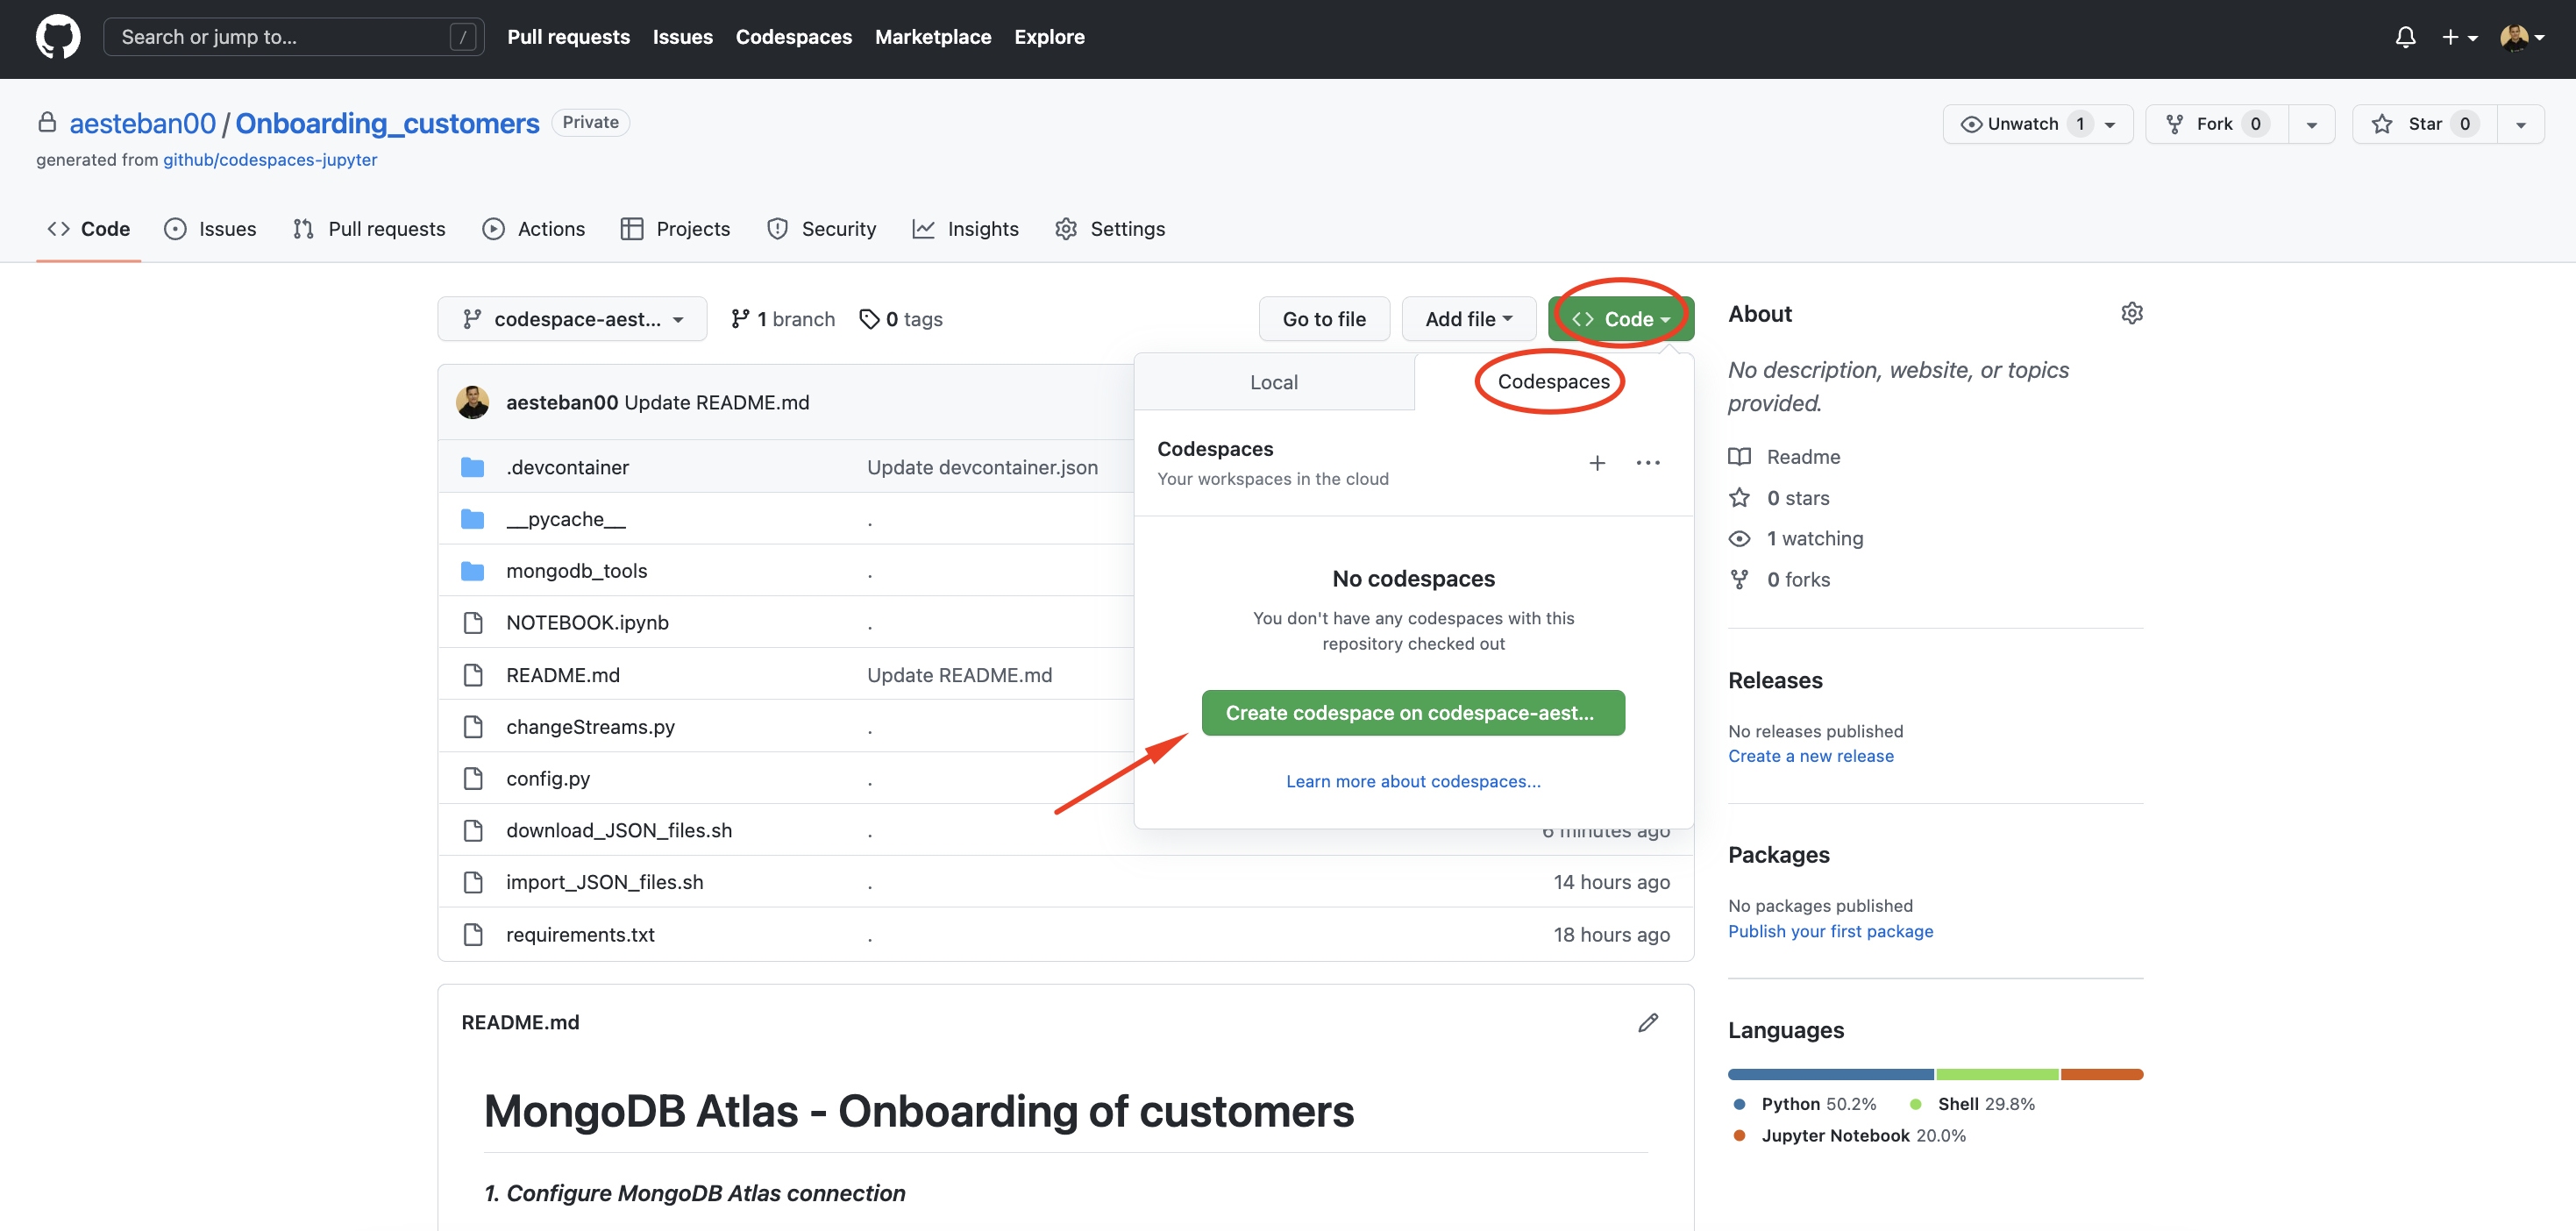 Search or jump to... / Pull requests Issues Codespaces Marketplace Explore
aesteban00 / Onboarding_customers Private Unwatch 1 Fork 0 Star 0
generated from github/codespaces-jupyter
Code Issues Pull requests Actions Projects Security Insights Settings
codespace-aest... 1 branch 0 tags Go to file Add file Code
Local Codespaces
Codespaces
Your workspaces in the cloud
No codespaces
You don't have any codespaces with this
repository checked out
Create codespace on codespace-aest...
Learn more about codespaces...
aesteban00 Update README.md
.devcontainer Update devcontainer.json
__pycache__ .
mongodb_tools .
NOTEBOOK.ipynb .
README.md Update README.md
changeStreams.py .
config.py .
download_JSON_files.sh . 6 minutes ago
import_JSON_files.sh . 14 hours ago
requirements.txt . 18 hours ago
README.md
MongoDB Atlas - Onboarding of customers
1. Configure MongoDB Atlas connection
About
No description, website, or topics
provided.
Readme
0 stars
1 watching
0 forks
Releases
No releases published
Create a new release
Packages
No packages published
Publish your first package
Languages
Python 50.2% Shell 29.8%
Jupyter Notebook 20.0%